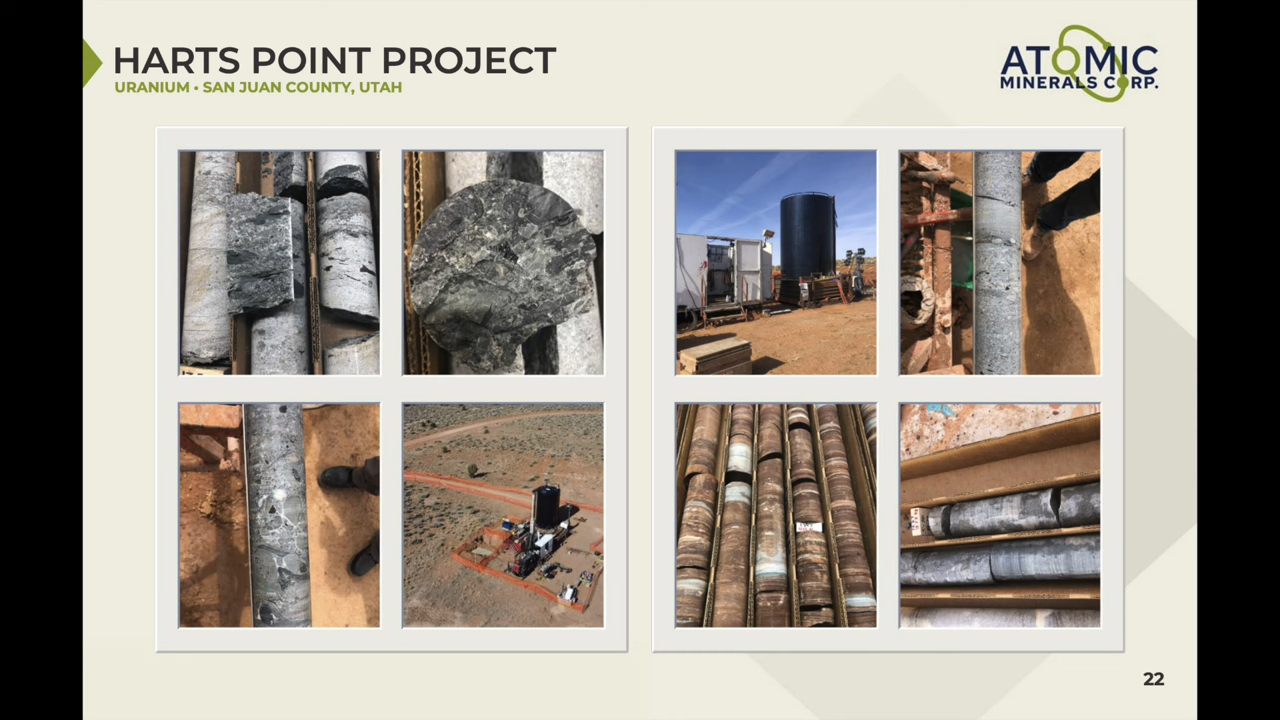 HARTS POINT PROJECT
URANIUM • SAN JUAN COUNTY, UTAH
ATOMIC
MINERALS CORP.
22